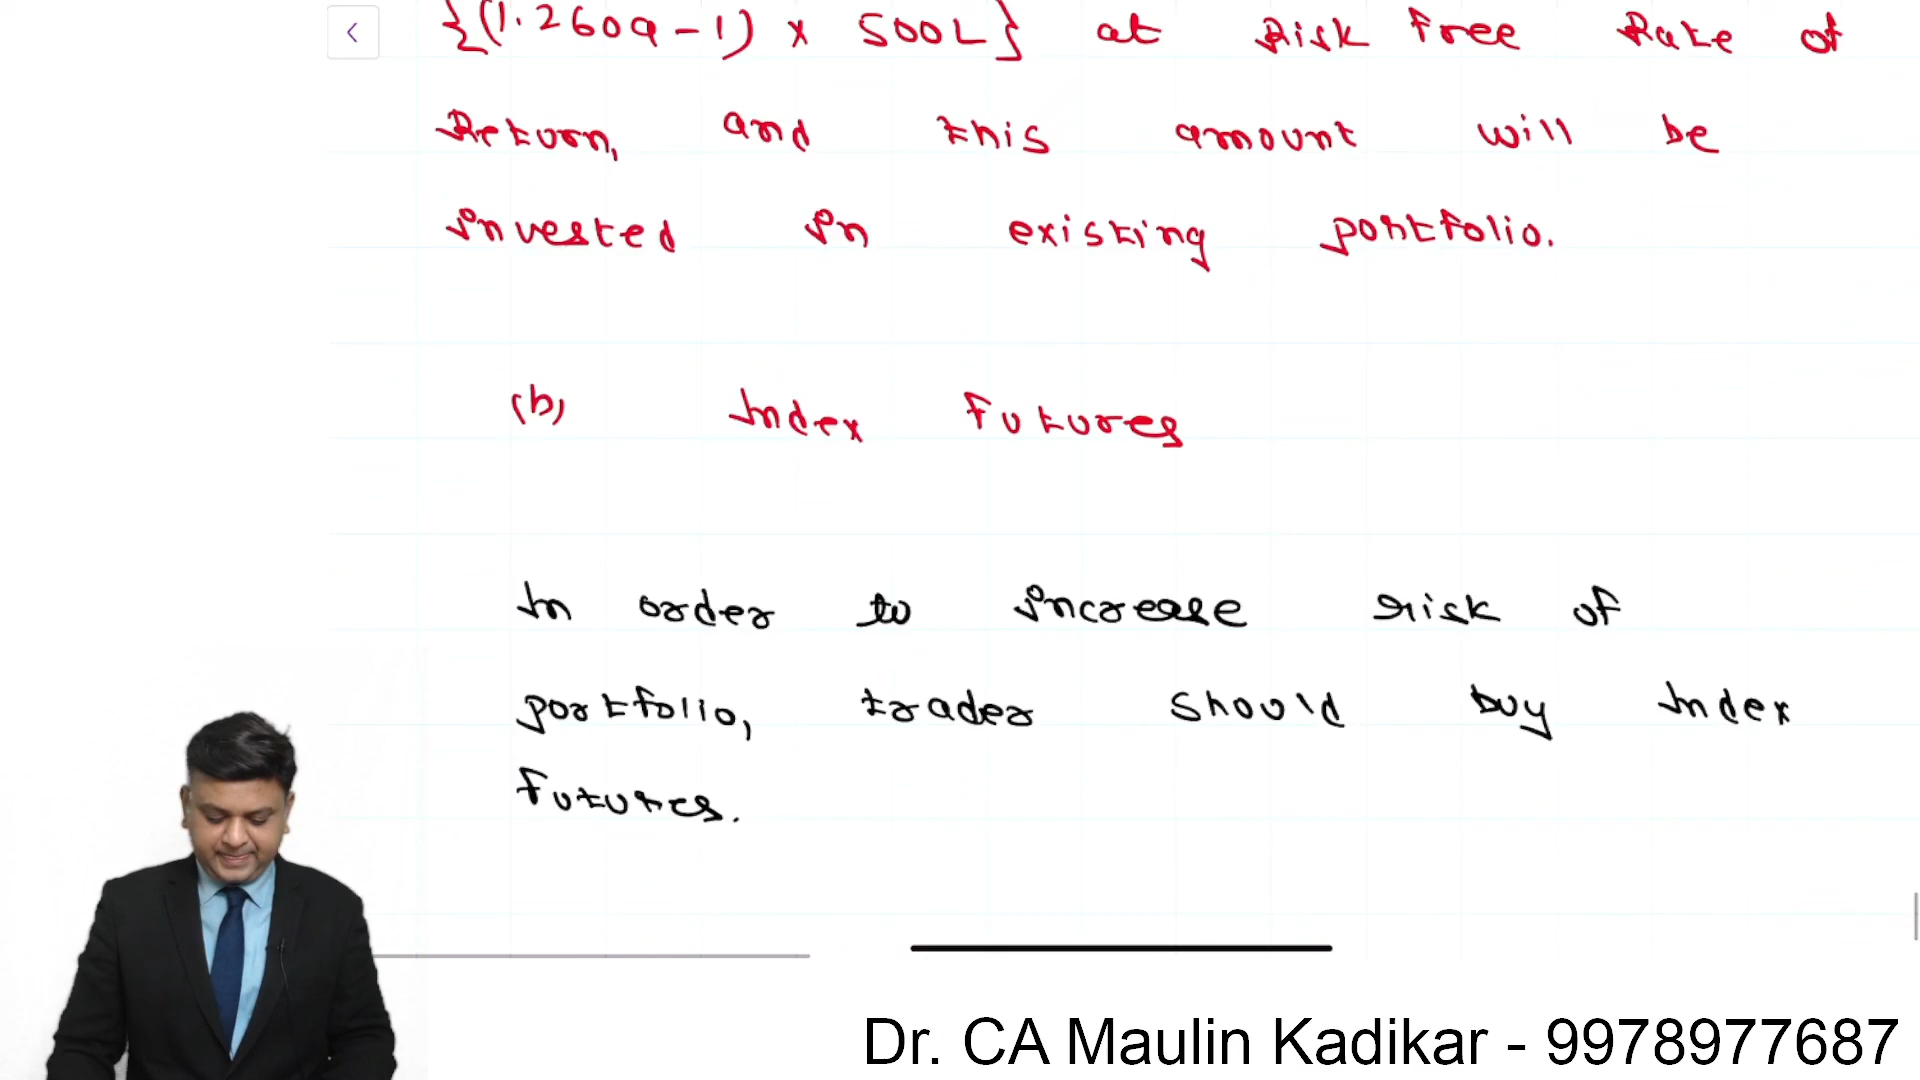 {(1.2609-1) x 500L} at Risk Free Rate of
Return, and this amount will be
invested in existing portfolio.
(b) Index Futures
In order to increase risk of
portfolio, trader should buy Index
Futures.
Dr. CA Maulin Kadikar - 9978977687